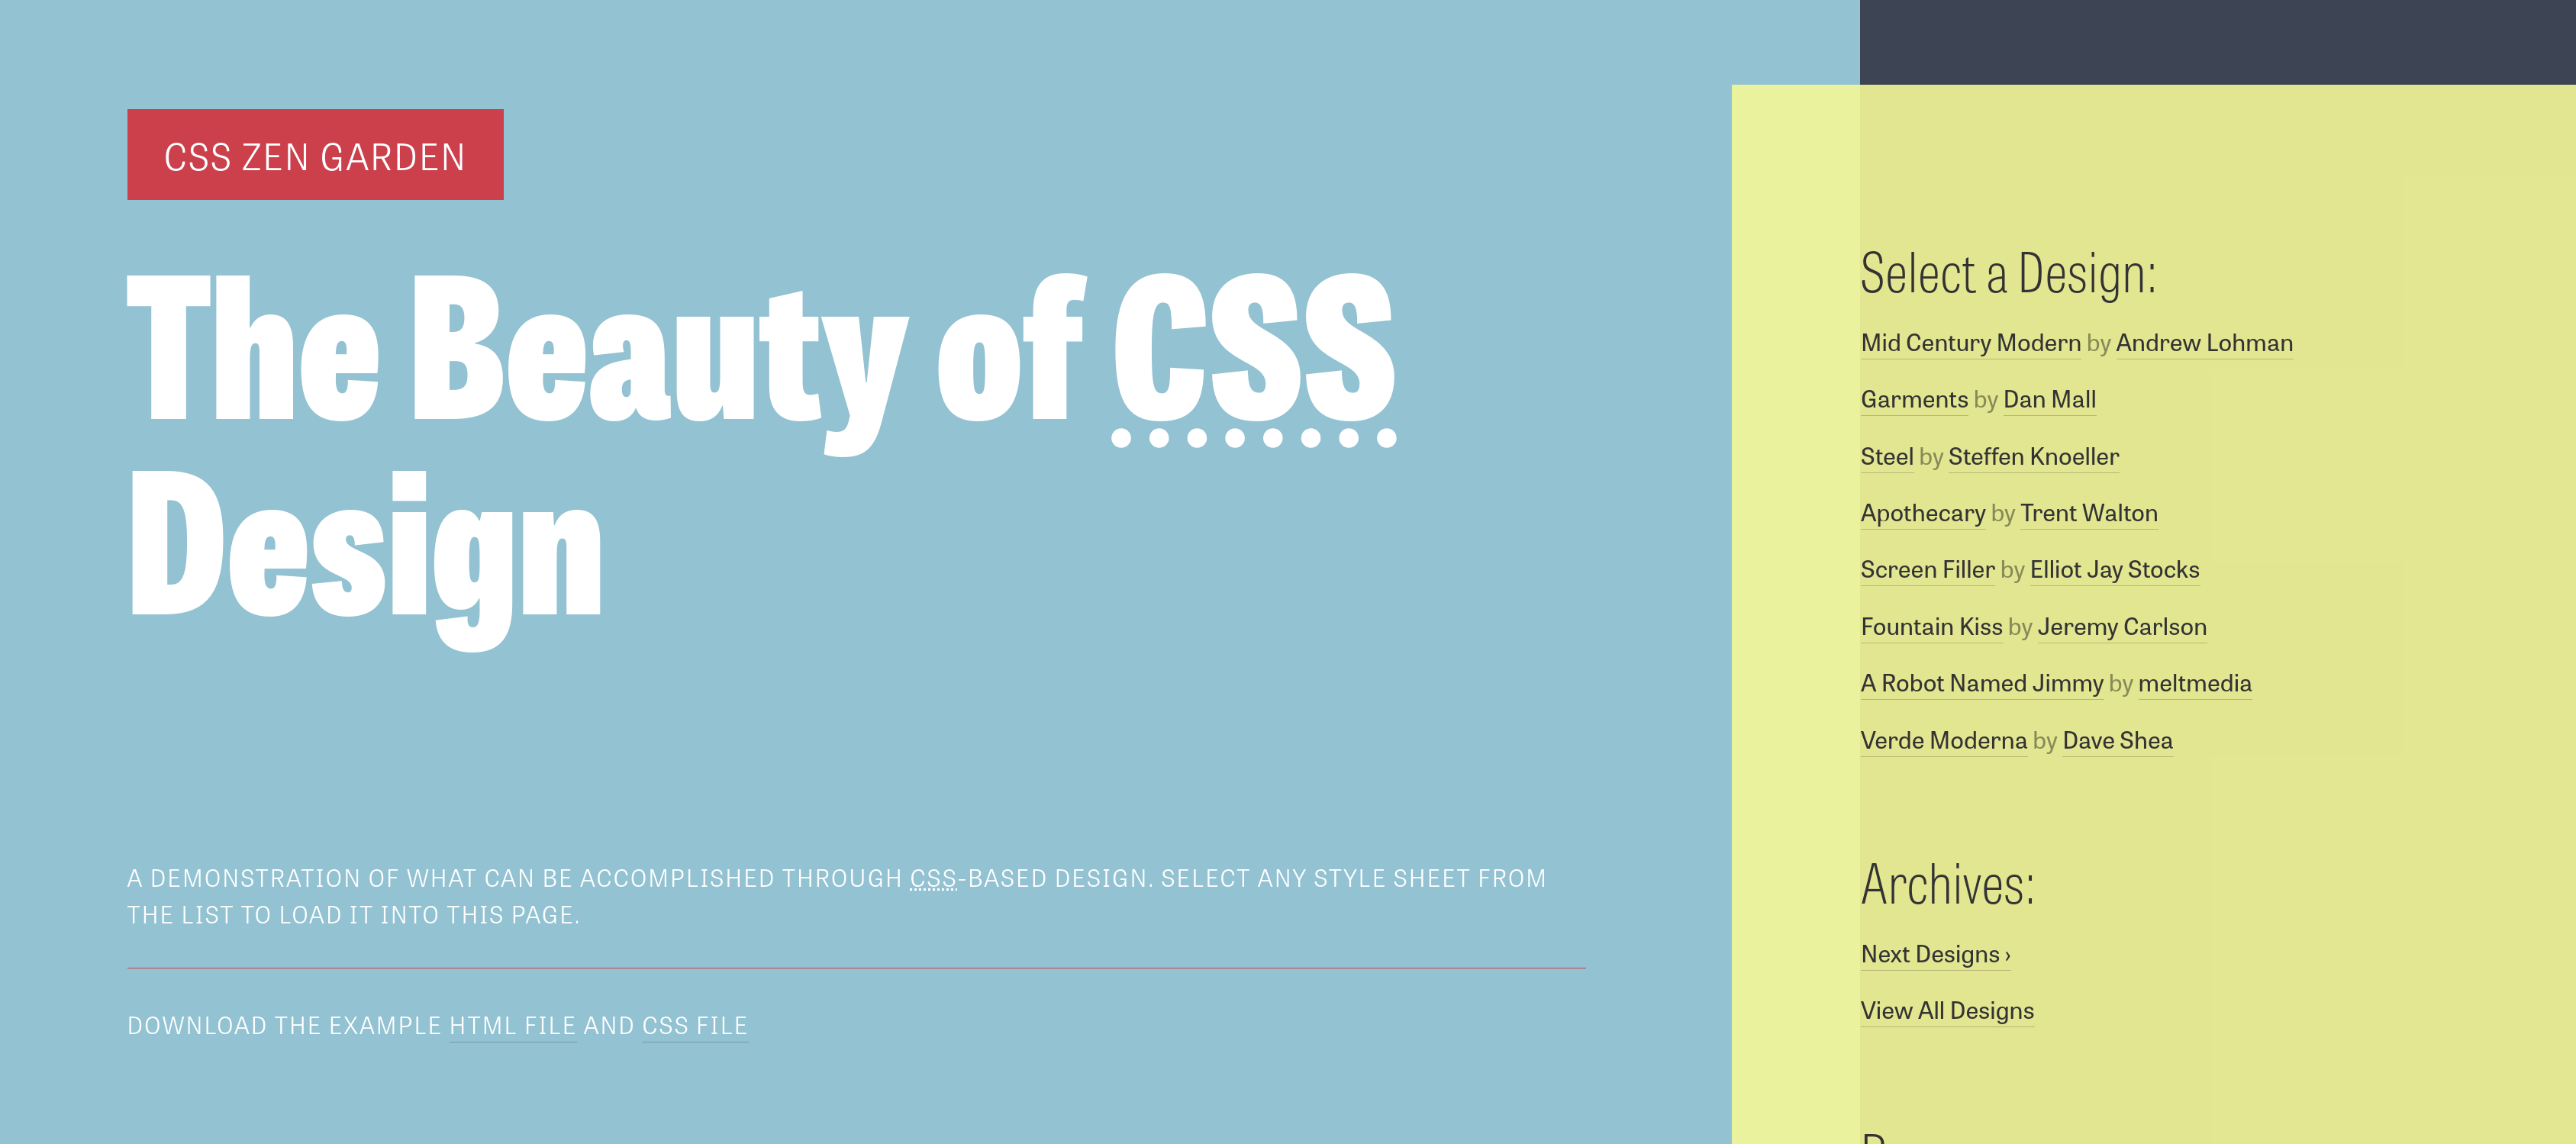 CSS ZEN GARDEN
The Beauty of CSS
Design
A DEMONSTRATION OF WHAT CAN BE ACCOMPLISHED THROUGH CSS-BASED DESIGN. SELECT ANY STYLE SHEET FROM
THE LIST TO LOAD IT INTO THIS PAGE.
DOWNLOAD THE EXAMPLE HTML FILE AND CSS FILE
Select a Design:
Mid Century Modern by Andrew Lohman
Garments by Dan Mall
Steel by Steffen Knoeller
Apothecary by Trent Walton
Screen Filler by Elliot Jay Stocks
Fountain Kiss by Jeremy Carlson
A Robot Named Jimmy by meltmedia
Verde Moderna by Dave Shea
Archives:
Next Designs ›
View All Designs